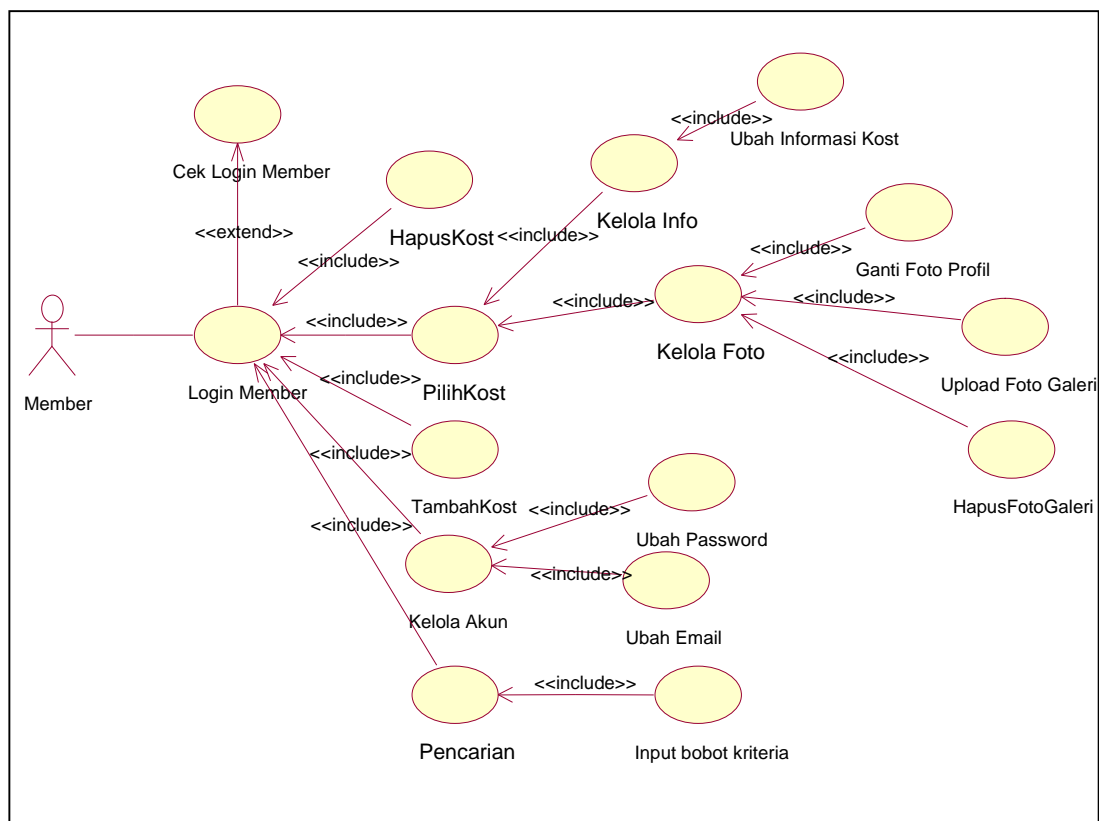 <<include>>
Ubah Informasi Kost
Cek Login Member
Kelola Info
HapusKost
<<extend>>
<<include>>
<<include>>
<<include>>
Ganti Foto Profil
<<include>>
<<include>>
<<include>>
Kelola Foto
<<include>>
Member
Login Member
<<include>>
PilihKost
Upload Foto Galeri
<<include>>
TambahKost
HapusFotoGaleri
<<include>>
<<include>>
Ubah Password
<<include>>
Kelola Akun
Ubah Email
<<include>>
Pencarian
Input bobot kriteria